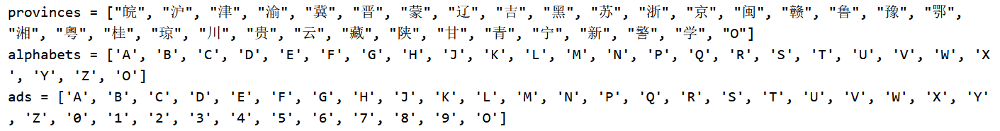 provinces = ["皖", "沪", "津", "渝", "冀", "晋", "蒙", "辽", "吉", "黑", "苏", "浙", "京", "闽", "赣", "鲁", "豫", "鄂",
"湘", "粤", "桂", "琼", "川", "贵", "云", "藏", "陕", "甘", "青", "宁", "新", "警", "学", "O"]
alphabets = ['A', 'B', 'C', 'D', 'E', 'F', 'G', 'H', 'J', 'K', 'L', 'M', 'N', 'P', 'Q', 'R', 'S', 'T', 'U', 'V', 'W', 'X
', 'Y', 'Z', 'O']
ads = ['A', 'B', 'C', 'D', 'E', 'F', 'G', 'H', 'J', 'K', 'L', 'M', 'N', 'P', 'Q', 'R', 'S', 'T', 'U', 'V', 'W', 'X', 'Y'
, 'Z', '0', '1', '2', '3', '4', '5', '6', '7', '8', '9', 'O']